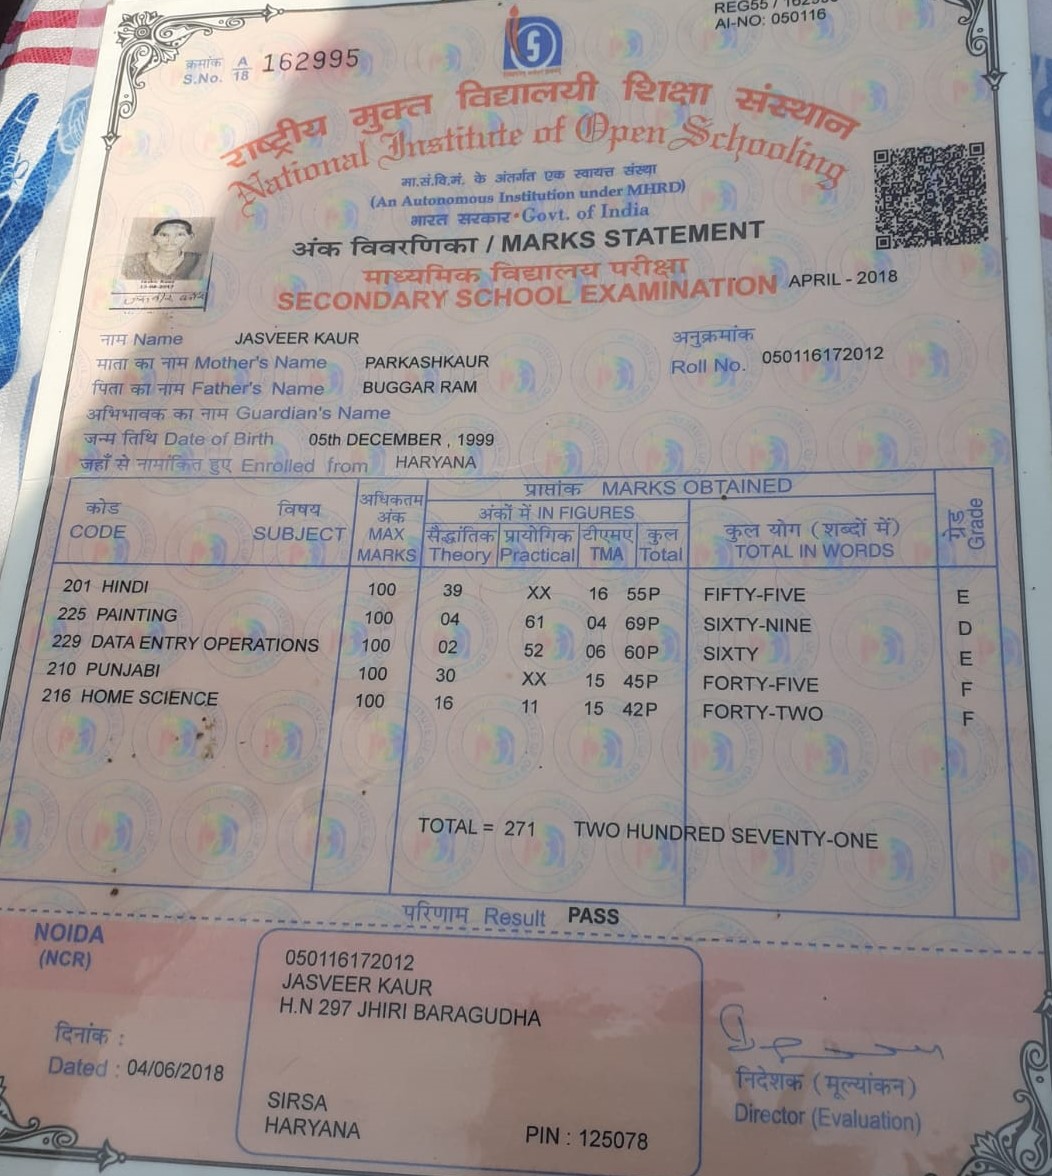 REG55 /
AI-NO: 050116
क्रमांक A
S.No. 18 162995
राष्ट्रीय मुक्त विद्यालयी शिक्षा संस्थान
National Institute of Open Schooling
मा.सं.वि.मं. के अंतर्गत एक स्वायत्त संस्था
(An Autonomous Institution under MHRD)
भारत सरकार•Govt. of India
अंक विवरणिका / MARKS STATEMENT
माध्यमिक विद्यालय परीक्षा
SECONDARY SCHOOL EXAMINATION APRIL - 2018
नाम Name JASVEER KAUR अनुक्रमांक
माता का नाम Mother's Name PARKASHKAUR Roll No. 050116172012
पिता का नाम Father's Name BUGGAR RAM
अभिभावक का नाम Guardian's Name
जन्म तिथि Date of Birth 05th DECEMBER , 1999
जहाँ से नामांकित हुए Enrolled from HARYANA
कोड विषय अधिकतम अंक प्राप्तांक MARKS OBTAINED ग्रेड
CODE SUBJECT MAX MARKS अंकों में IN FIGURES कुल योग (शब्दों में) Grade
सैद्धांतिक प्रायोगिक टीएमए कुल TOTAL IN WORDS
Theory Practical TMA Total
201 HINDI 100 39 XX 16 55P FIFTY-FIVE E
225 PAINTING 100 04 61 04 69P SIXTY-NINE D
229 DATA ENTRY OPERATIONS 100 02 52 06 60P SIXTY E
210 PUNJABI 100 30 XX 15 45P FORTY-FIVE F
216 HOME SCIENCE 100 16 11 15 42P FORTY-TWO F
TOTAL = 271 TWO HUNDRED SEVENTY-ONE
परिणाम Result PASS
NOIDA
(NCR)
050116172012
JASVEER KAUR
H.N 297 JHIRI BARAGUDHA
दिनांक :
Dated : 04/06/2018
SIRSA
HARYANA PIN : 125078
निदेशक (मूल्यांकन)
Director (Evaluation)